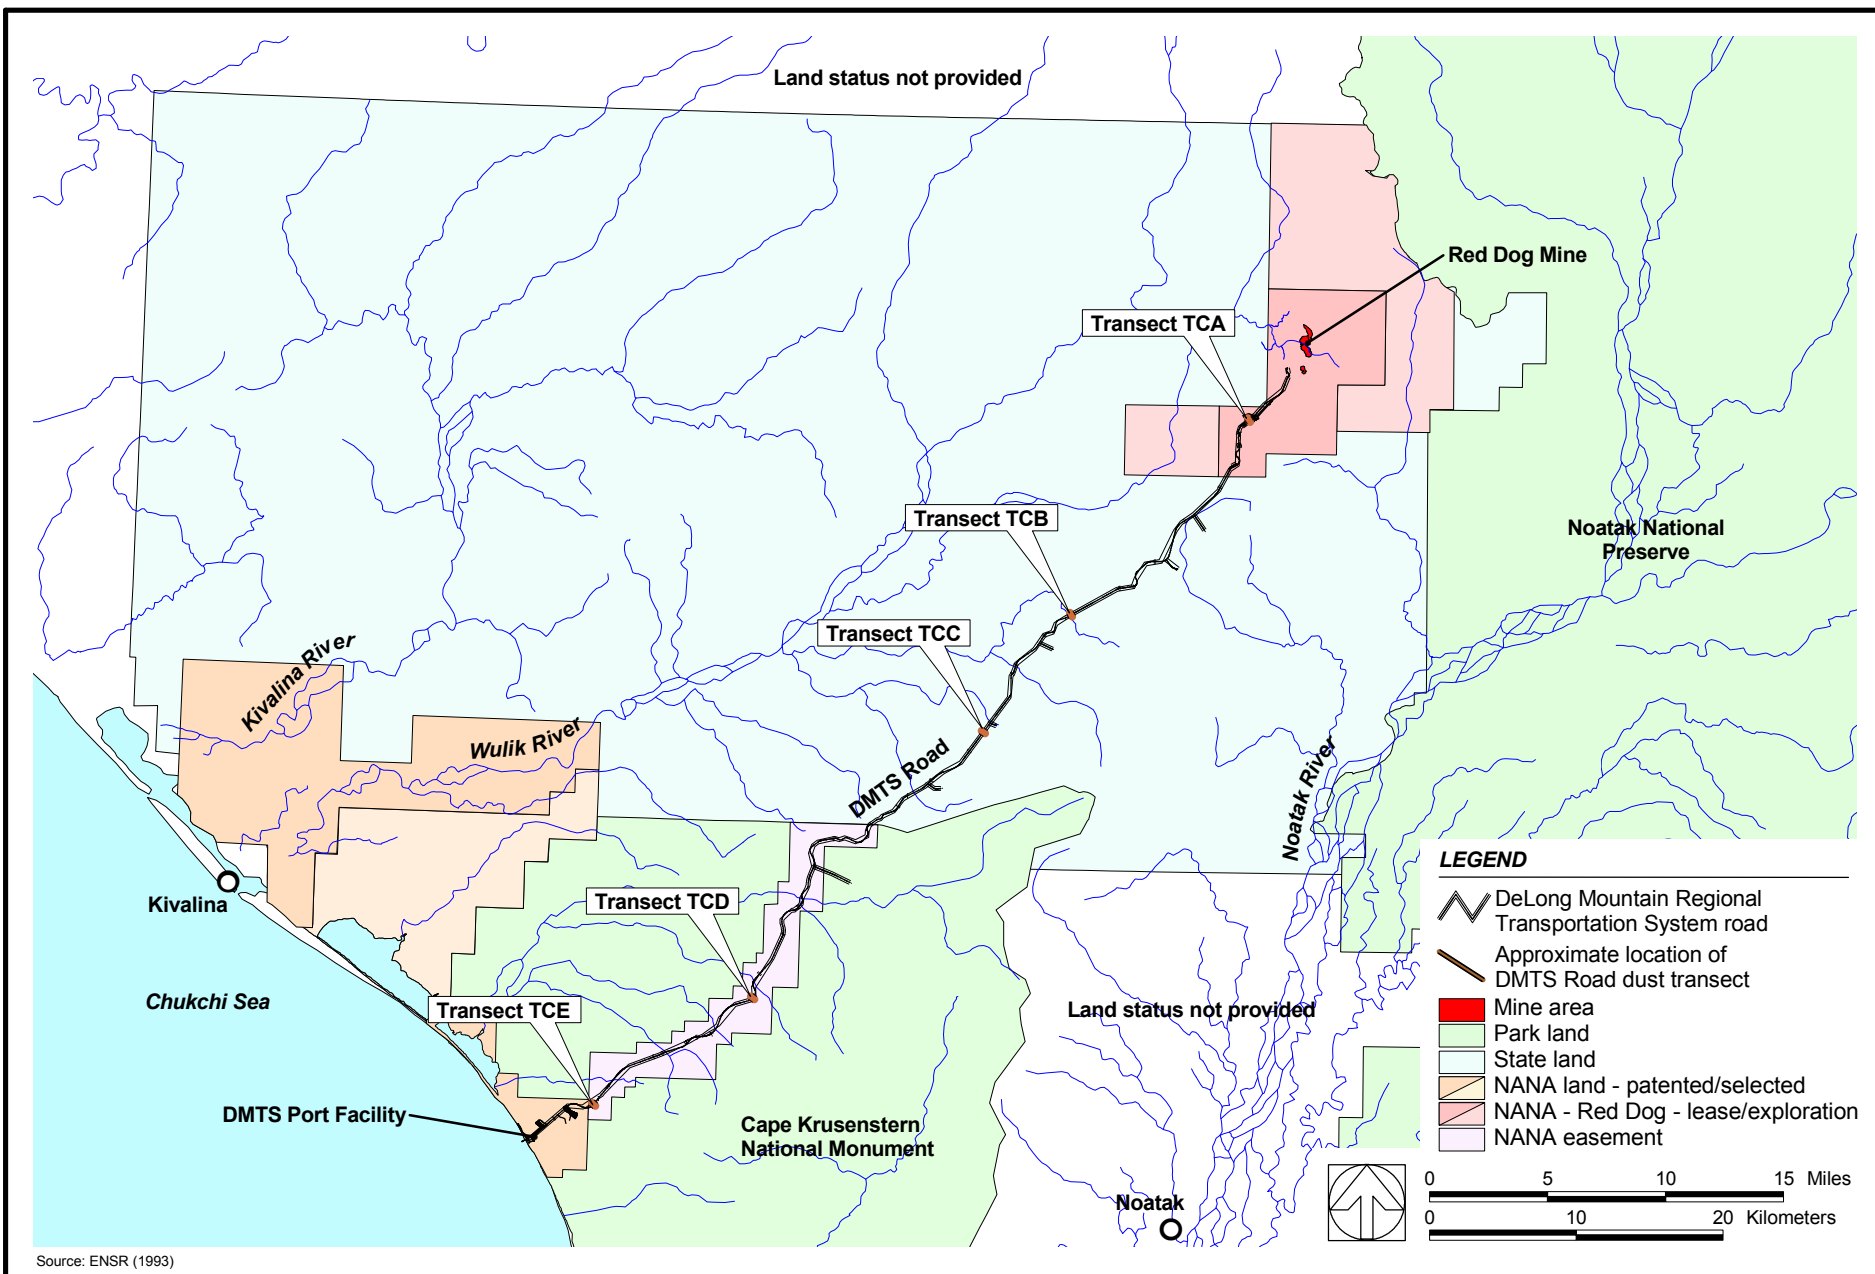 Land status not provided
Red Dog Mine
Transect TCA
Transect TCB
Noatak National
Preserve
Transect TCC
Kivalina River
Wulik River
DMTS Road
Noatak River
Kivalina
Transect TCD
Chukchi Sea
Transect TCE
Land status not provided
DMTS Port Facility
Cape Krusenstern
National Monument
Noatak
LEGEND
DeLong Mountain Regional
Transportation System road
Approximate location of
DMTS Road dust transect
Mine area
Park land
State land
NANA land - patented/selected
NANA - Red Dog - lease/exploration
NANA easement
0 5 10 15 Miles
0 10 20 Kilometers
Source: ENSR (1993)